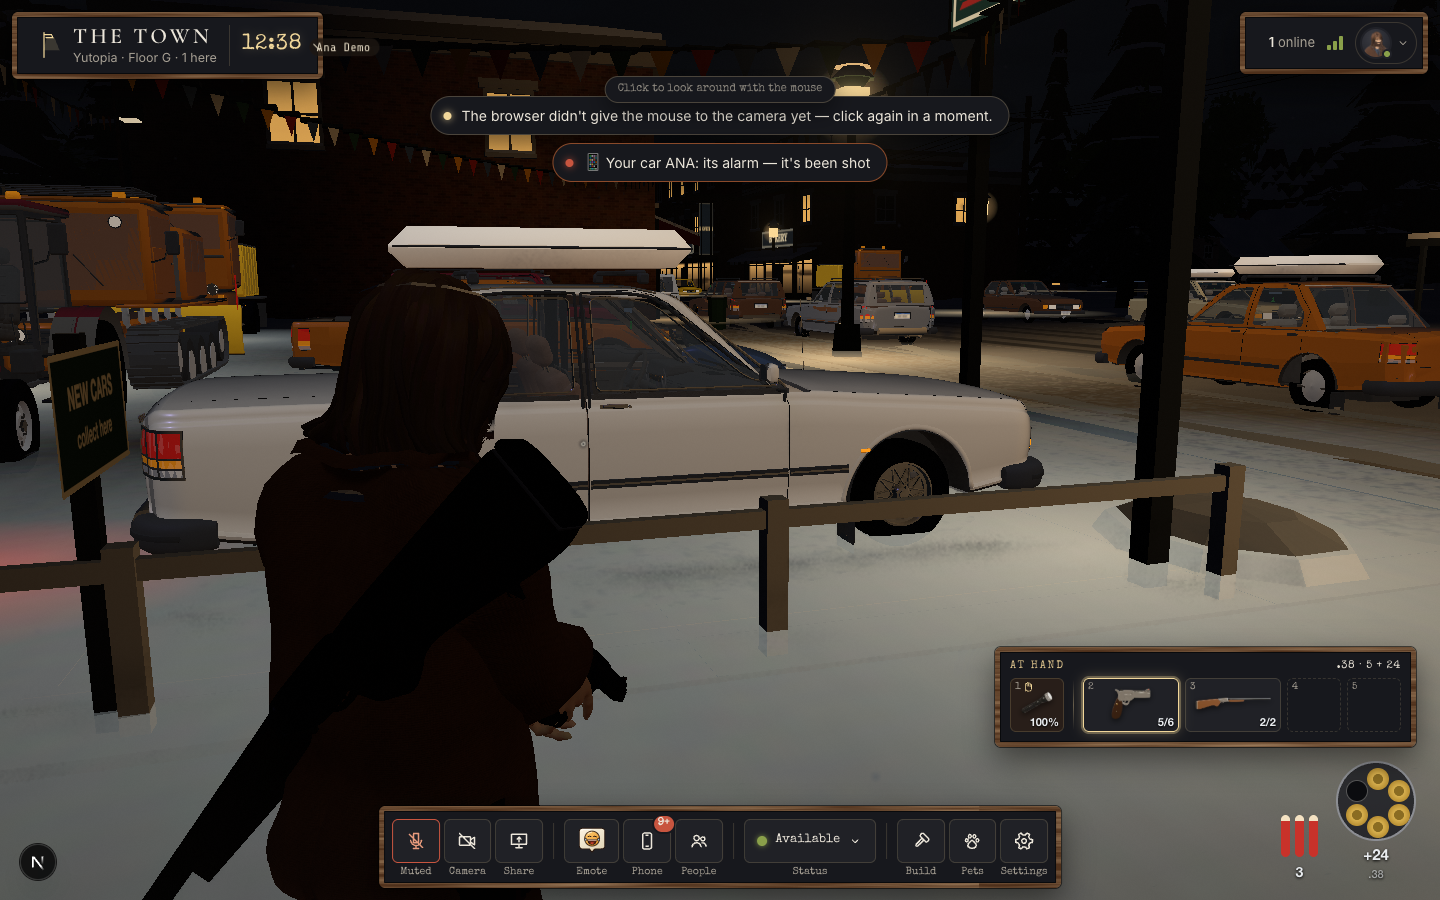 THE TOWN
Yutopia · Floor G · 1 here
12:38
Ana Demo
1 online
Click to look around with the mouse
The browser didn't give the mouse to the camera yet — click again in a moment.
Your car ANA: its alarm — it's been shot
NEW CARS
collect here
AT HAND
.38 · 5 + 24
1
100%
2
5/6
3
2/2
4
5
9+
Available
Muted
Camera
Share
Emote
Phone
People
Status
Build
Pets
Settings
N
3
+24
.38